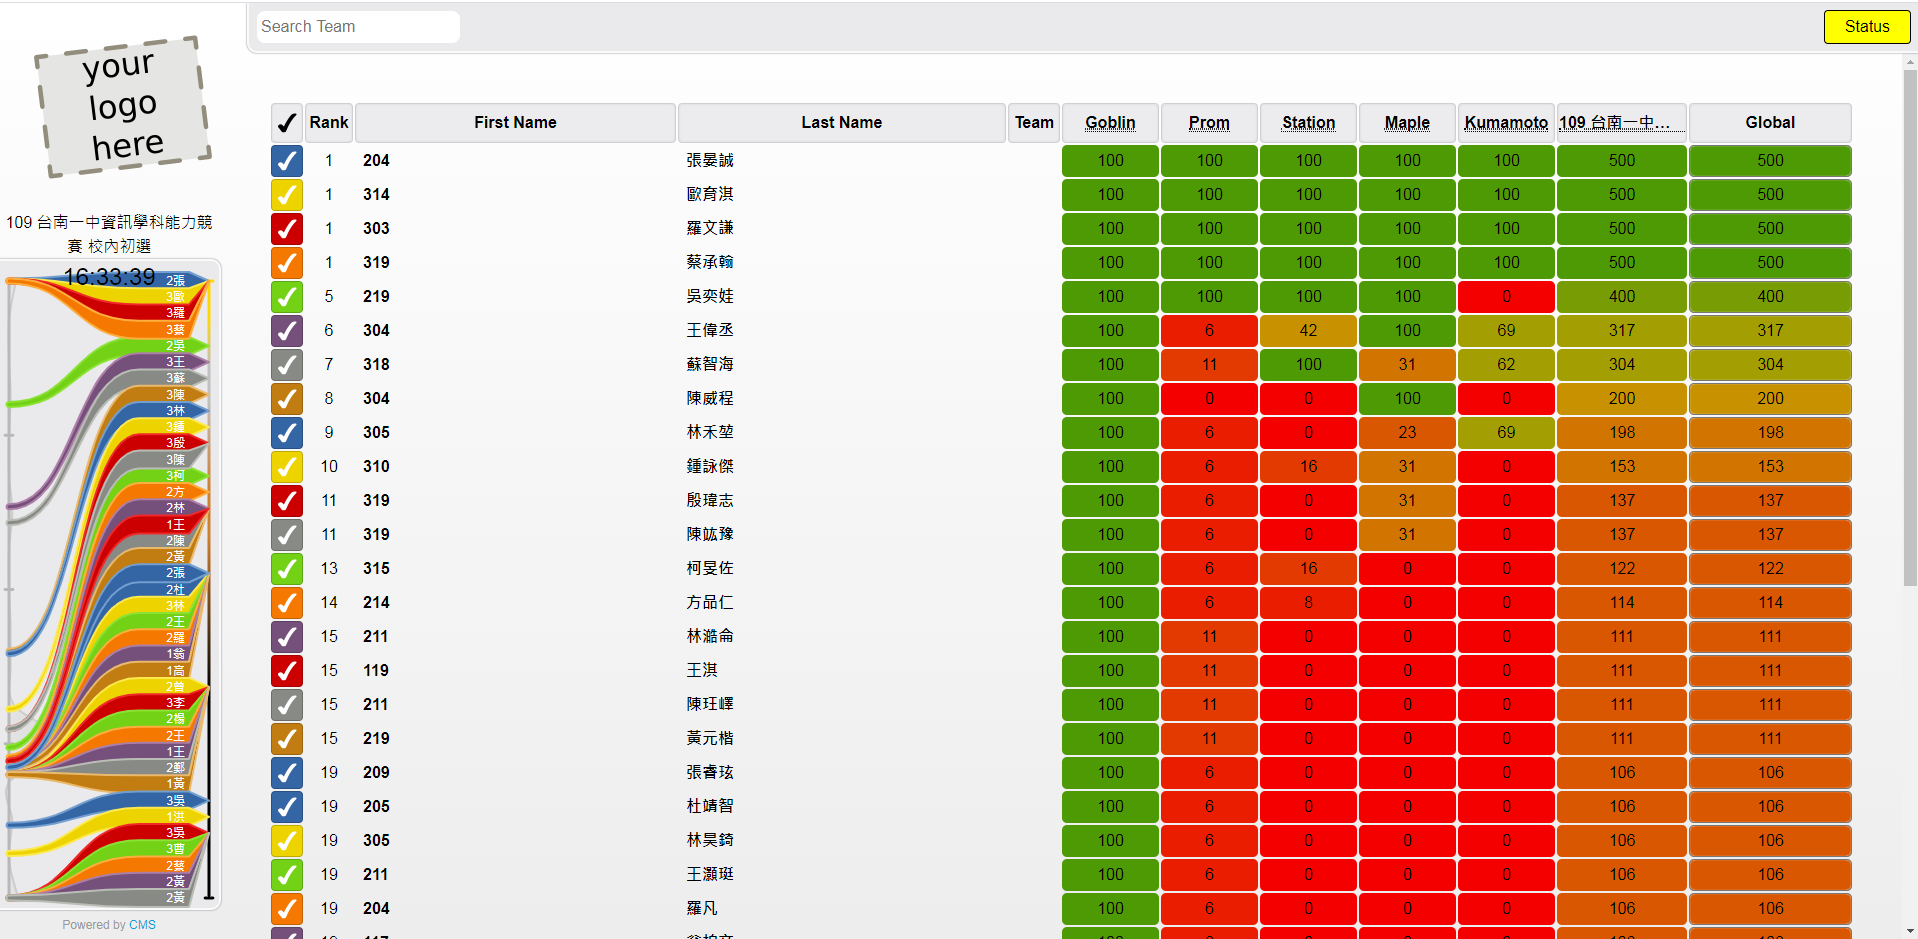 Search Team
Status
your
logo
here
109 台南一中資訊學科能力競
賽 校內初選
16:33:39
2張
3歐
3羅
3蔡
2吳
3王
3蘇
3陳
3林
3鍾
3殷
3陳
3柯
2方
2林
1王
2陳
2黃
2張
2杜
3林
2王
2羅
1翁
1高
2曾
3李
2楊
2王
1王
2鄭
1黃
3吳
1洪
3吳
3曹
2蔡
2黃
2黃
Powered by CMS
Rank First Name Last Name Team Goblin Prom Station Maple Kumamoto 109 台南一中... Global
1 204 張晏誠 100 100 100 100 100 500 500
1 314 歐育淇 100 100 100 100 100 500 500
1 303 羅文謙 100 100 100 100 100 500 500
1 319 蔡承翰 100 100 100 100 100 500 500
5 219 吳奕娃 100 100 100 100 0 400 400
6 304 王偉丞 100 6 42 100 69 317 317
7 318 蘇智海 100 11 100 31 62 304 304
8 304 陳威程 100 0 0 100 0 200 200
9 305 林禾堃 100 6 0 23 69 198 198
10 310 鍾詠傑 100 6 16 31 0 153 153
11 319 殷瑋志 100 6 0 31 0 137 137
11 319 陳竑豫 100 6 0 31 0 137 137
13 315 柯旻佐 100 6 16 0 0 122 122
14 214 方品仁 100 6 8 0 0 114 114
15 211 林澔侖 100 11 0 0 0 111 111
15 119 王淇 100 11 0 0 0 111 111
15 211 陳玨嶧 100 11 0 0 0 111 111
15 219 黃元楷 100 11 0 0 0 111 111
19 209 張睿玹 100 6 0 0 0 106 106
19 205 杜靖智 100 6 0 0 0 106 106
19 305 林昊錡 100 6 0 0 0 106 106
19 211 王灝珽 100 6 0 0 0 106 106
19 204 羅凡 100 6 0 0 0 106 106